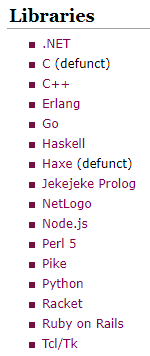 Libraries
.NET
C (defunct)
C++
Erlang
Go
Haskell
Haxe (defunct)
Jekejeke Prolog
NetLogo
Node.js
Perl 5
Pike
Python
Racket
Ruby on Rails
Tcl/Tk